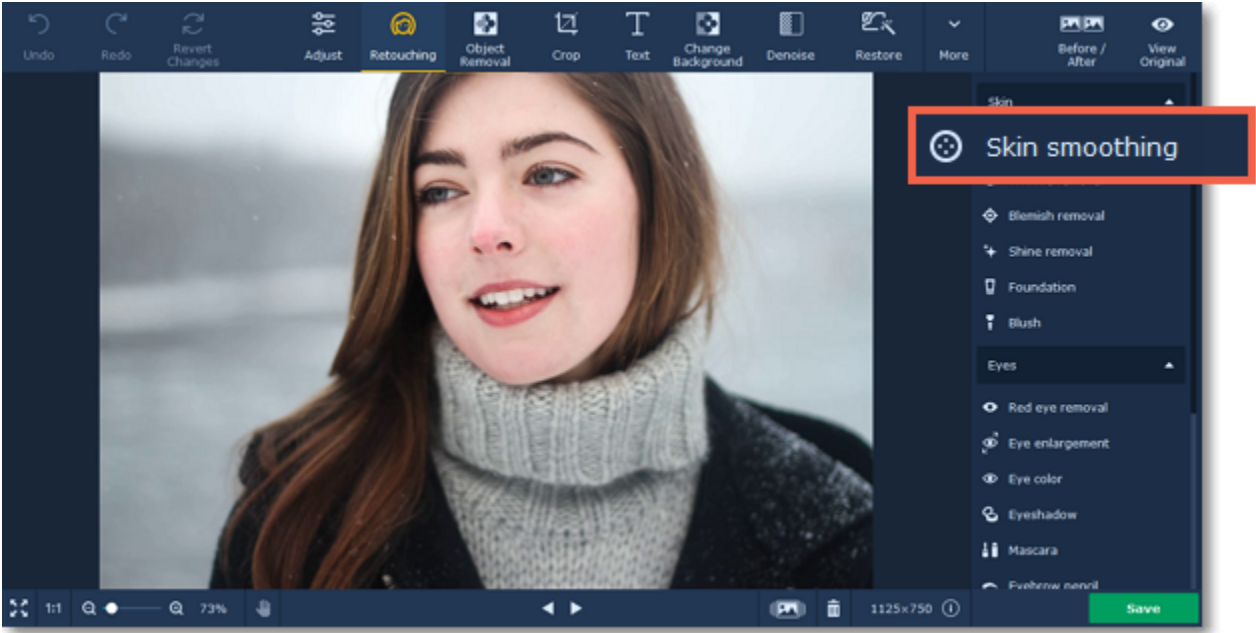 Undo
Redo
Revert
Changes
Adjust
Retouching
Object
Removal
Crop
Text
Change
Background
Denoise
Restore
More
Before /
After
View
Original
Skin
Skin smoothing
Blemish removal
Shine removal
Foundation
Blush
Eyes
Red eye removal
Eye enlargement
Eye color
Eyeshadow
Mascara
Eyebrow pencil
1:1
73%
1125×750
Save